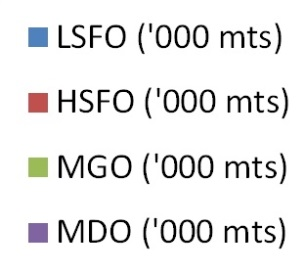 LSFO ('000 mts)
HSFO ('000 mts)
MGO ('000 mts)
MDO ('000 mts)